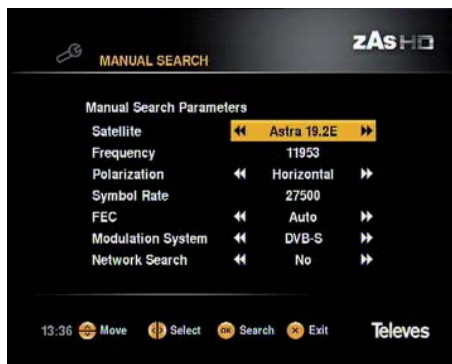 zAs HD
MANUAL SEARCH
Manual Search Parameters
Satellite Astra 19.2E
Frequency 11953
Polarization Horizontal
Symbol Rate 27500
FEC Auto
Modulation System DVB-S
Network Search No
13:36 Move Select OK Search Exit Televes